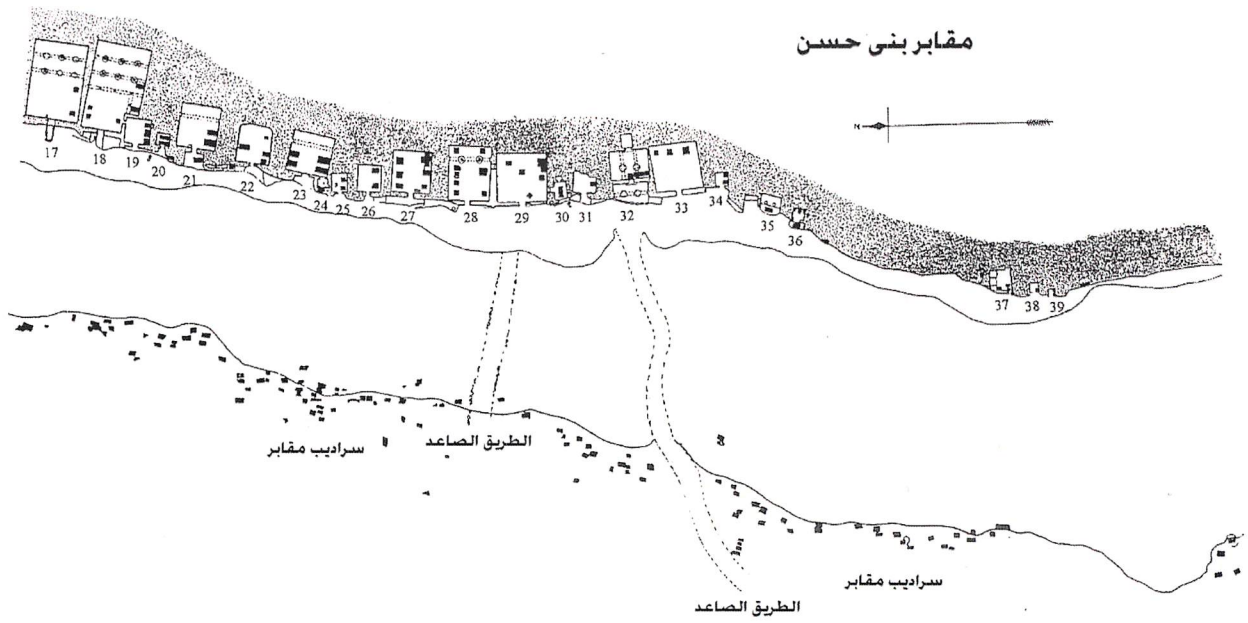 مقابر بنى حسن
N
17 18 19 20 21 22 23 24 25 26 27 28 29 30 31 32 33 34 35 36 37 38 39
الطريق الصاعد
سراديب مقابر
سراديب مقابر
الطريق الصاعد